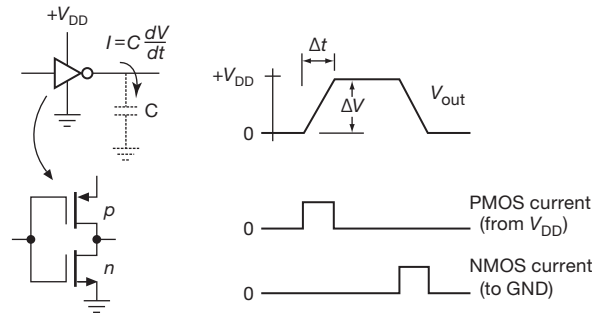 +V_DD
I = C dV/dt
C
p
n
Δt
+V_DD
ΔV
V_out
0
PMOS current
(from V_DD)
0
NMOS current
(to GND)
0